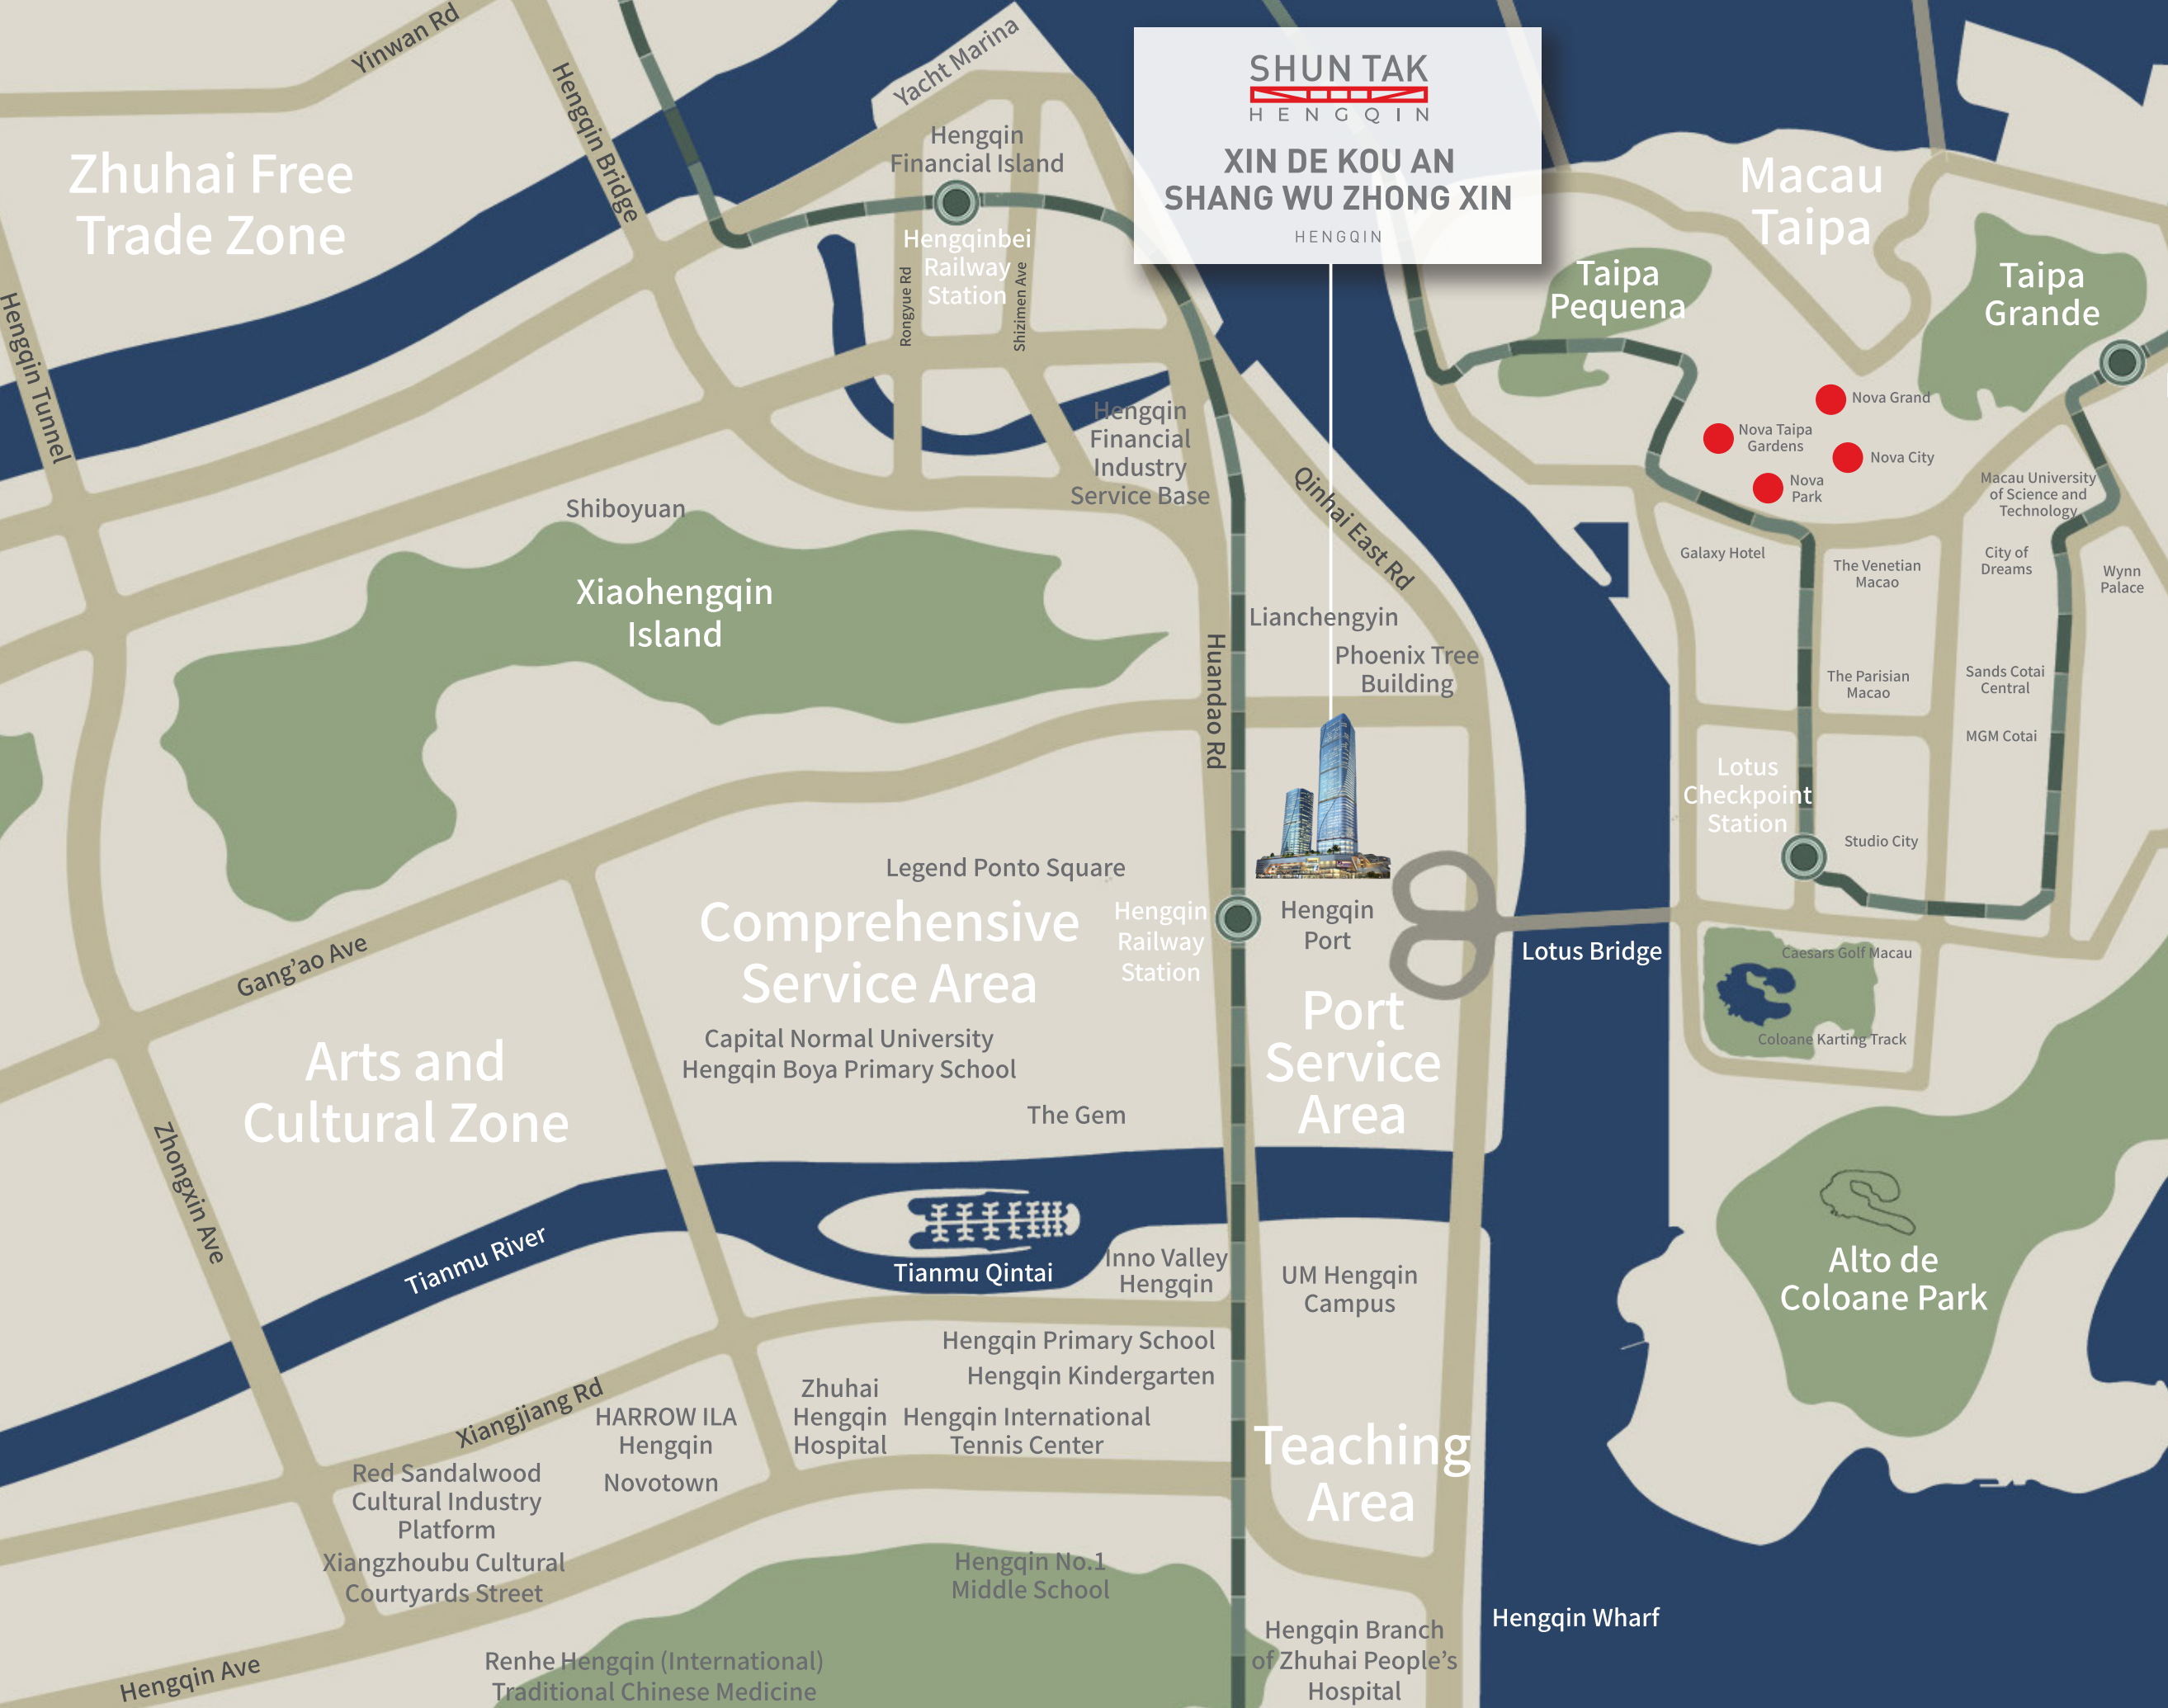 Yinwan Rd
Hengqin Bridge
Yacht Marina
SHUN TAK
HENGQIN
XIN DE KOU AN
SHANG WU ZHONG XIN
HENGQIN
Zhuhai Free
Trade Zone
Hengqin
Financial Island
Hengqinbei
Railway
Station
Rongyue Rd
Shizimen Ave
Macau
Taipa
Taipa
Pequena
Taipa
Grande
Hengqin Tunnel
Hengqin
Financial
Industry
Service Base
Nova Grand
Nova Taipa
Gardens
Nova City
Nova
Park
Macau University
of Science and
Technology
Qinhai East Rd
Shiboyuan
Xiaohengqin
Island
Galaxy Hotel
The Venetian
Macao
City of
Dreams
Wynn
Palace
Lianchengyin
Phoenix Tree
Building
Huandao Rd
The Parisian
Macao
Sands Cotai
Central
MGM Cotai
Lotus
Checkpoint
Station
Studio City
Legend Ponto Square
Comprehensive
Service Area
Hengqin
Railway
Station
Hengqin
Port
Lotus Bridge
Caesars Golf Macau
Coloane Karting Track
Gang'ao Ave
Port
Service
Area
Capital Normal University
Hengqin Boya Primary School
The Gem
Arts and
Cultural Zone
Zhongxin Ave
Tianmu River
Tianmu Qintai
Inno Valley
Hengqin
UM Hengqin
Campus
Alto de
Coloane Park
Hengqin Primary School
Hengqin Kindergarten
Xiangjiang Rd
HARROW ILA
Hengqin
Novotown
Zhuhai
Hengqin
Hospital
Hengqin International
Tennis Center
Teaching
Area
Red Sandalwood
Cultural Industry
Platform
Xiangzhoubu Cultural
Courtyards Street
Hengqin No.1
Middle School
Hengqin Wharf
Hengqin Branch
of Zhuhai People's
Hospital
Hengqin Ave
Renhe Hengqin (International)
Traditional Chinese Medicine